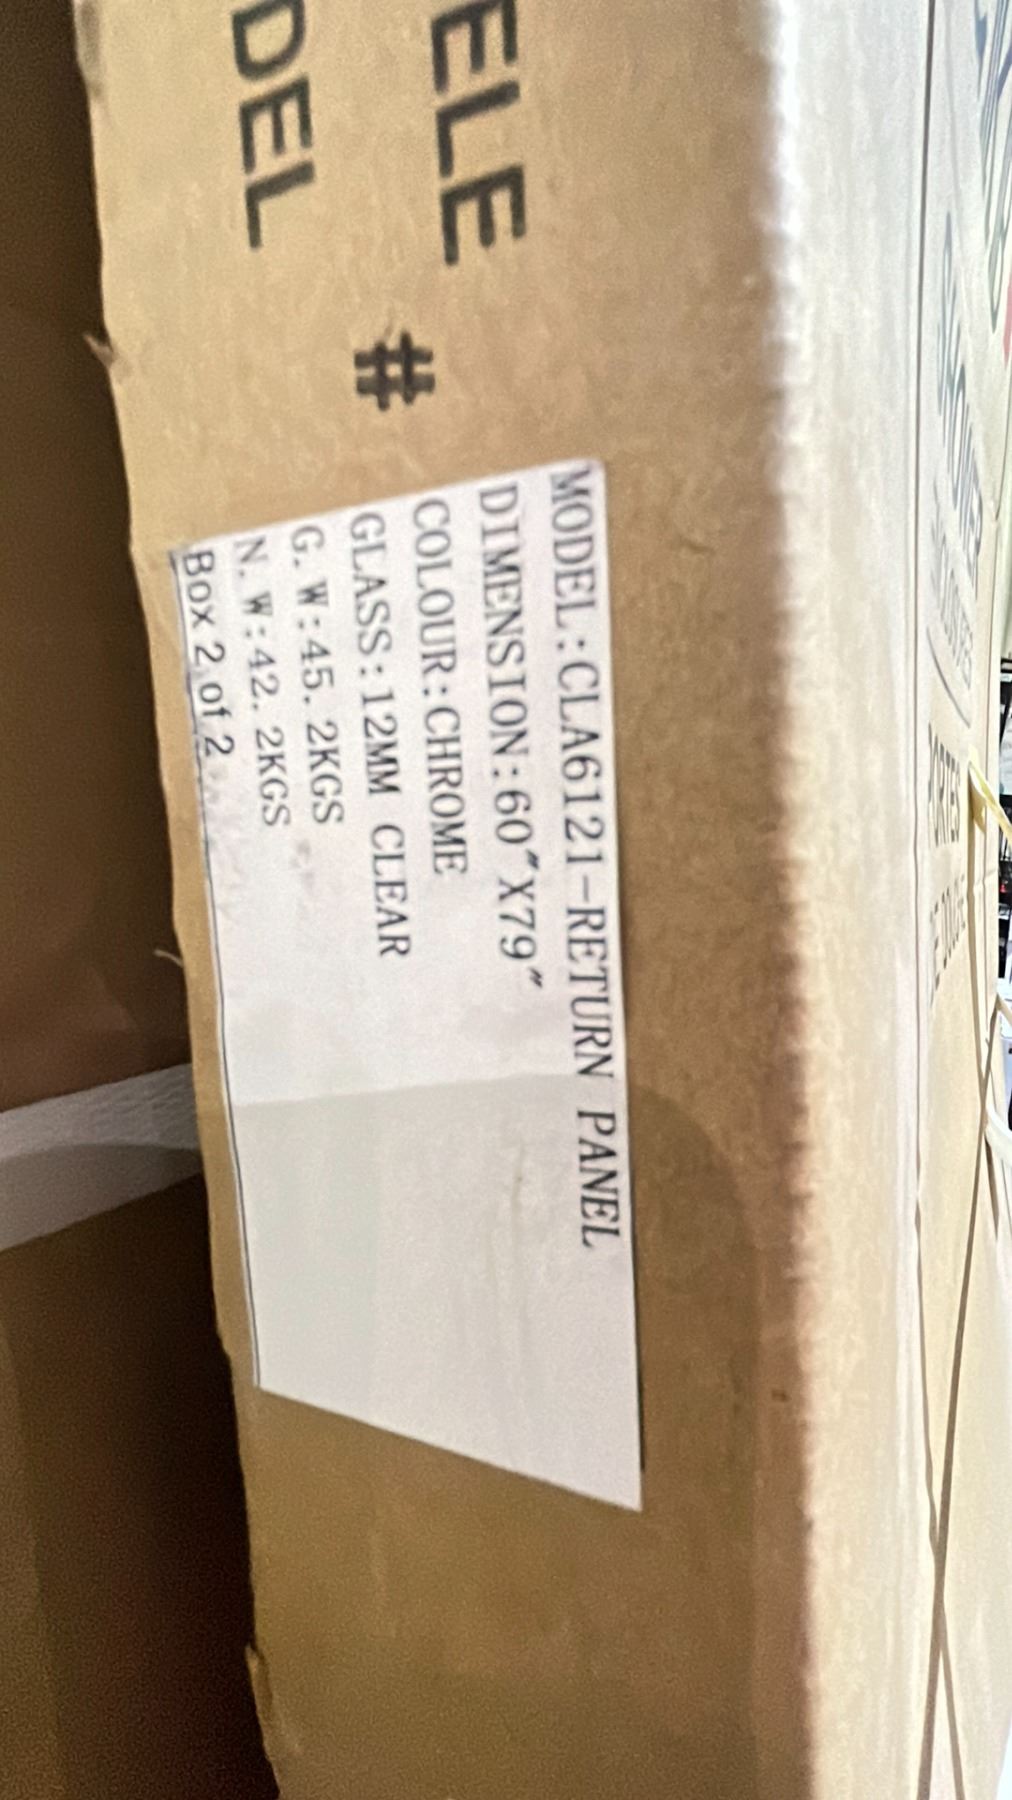 ELE
DEL
#
MODEL:CLA6121-RETURN PANEL
DIMENSION:60"X79"
COLOUR:CHROME
GLASS:12MM CLEAR
G.W:45.2KGS
N.W:42.2KGS
Box 2 of 2